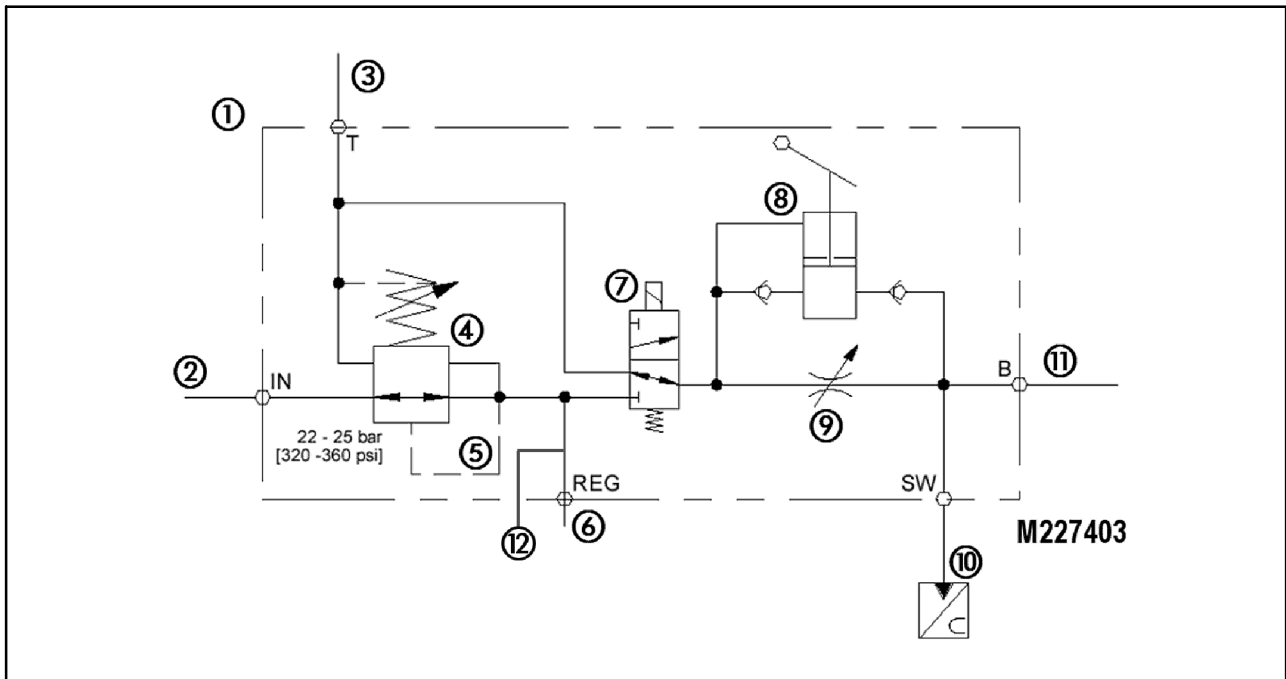 ③
①
T
⑧
⑦
④
②
IN
B
⑪
⑨
22 - 25 bar
[320 -360 psi]
⑤
REG
SW
⑥
⑫
M227403
⑩